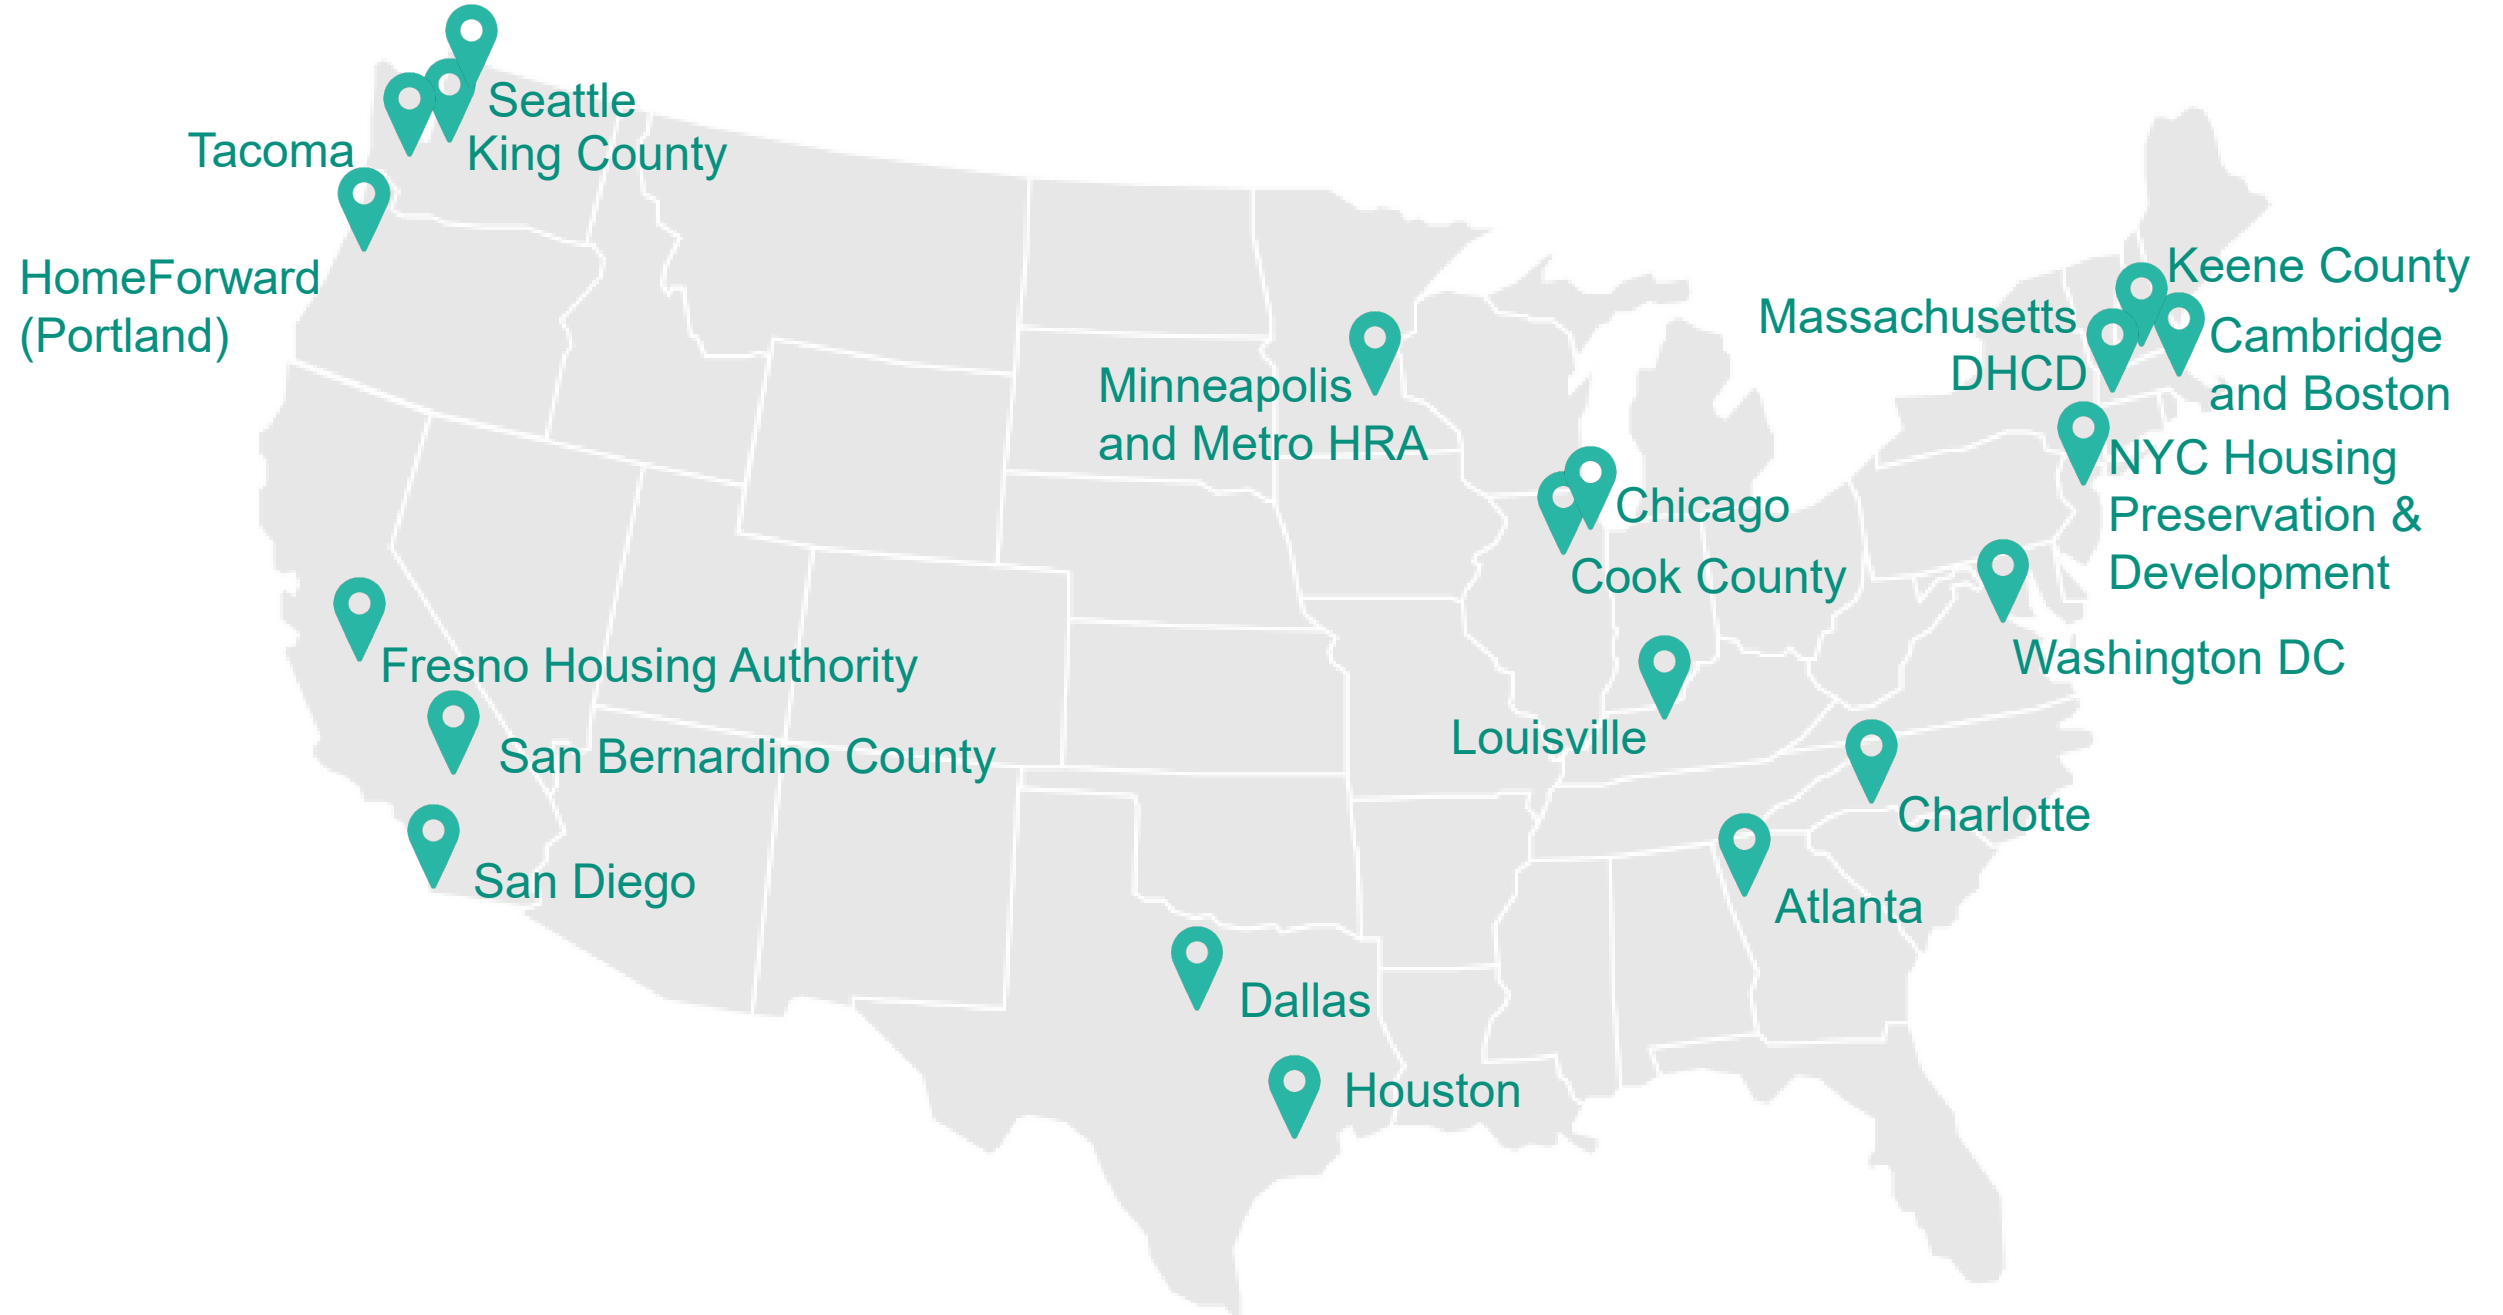 Seattle
King County
Tacoma
HomeForward
(Portland)
Keene County
Massachusetts
DHCD
Cambridge
and Boston
Minneapolis
and Metro HRA
NYC Housing
Preservation &
Development
Chicago
Cook County
Washington DC
Fresno Housing Authority
San Bernardino County
Louisville
Charlotte
San Diego
Atlanta
Dallas
Houston